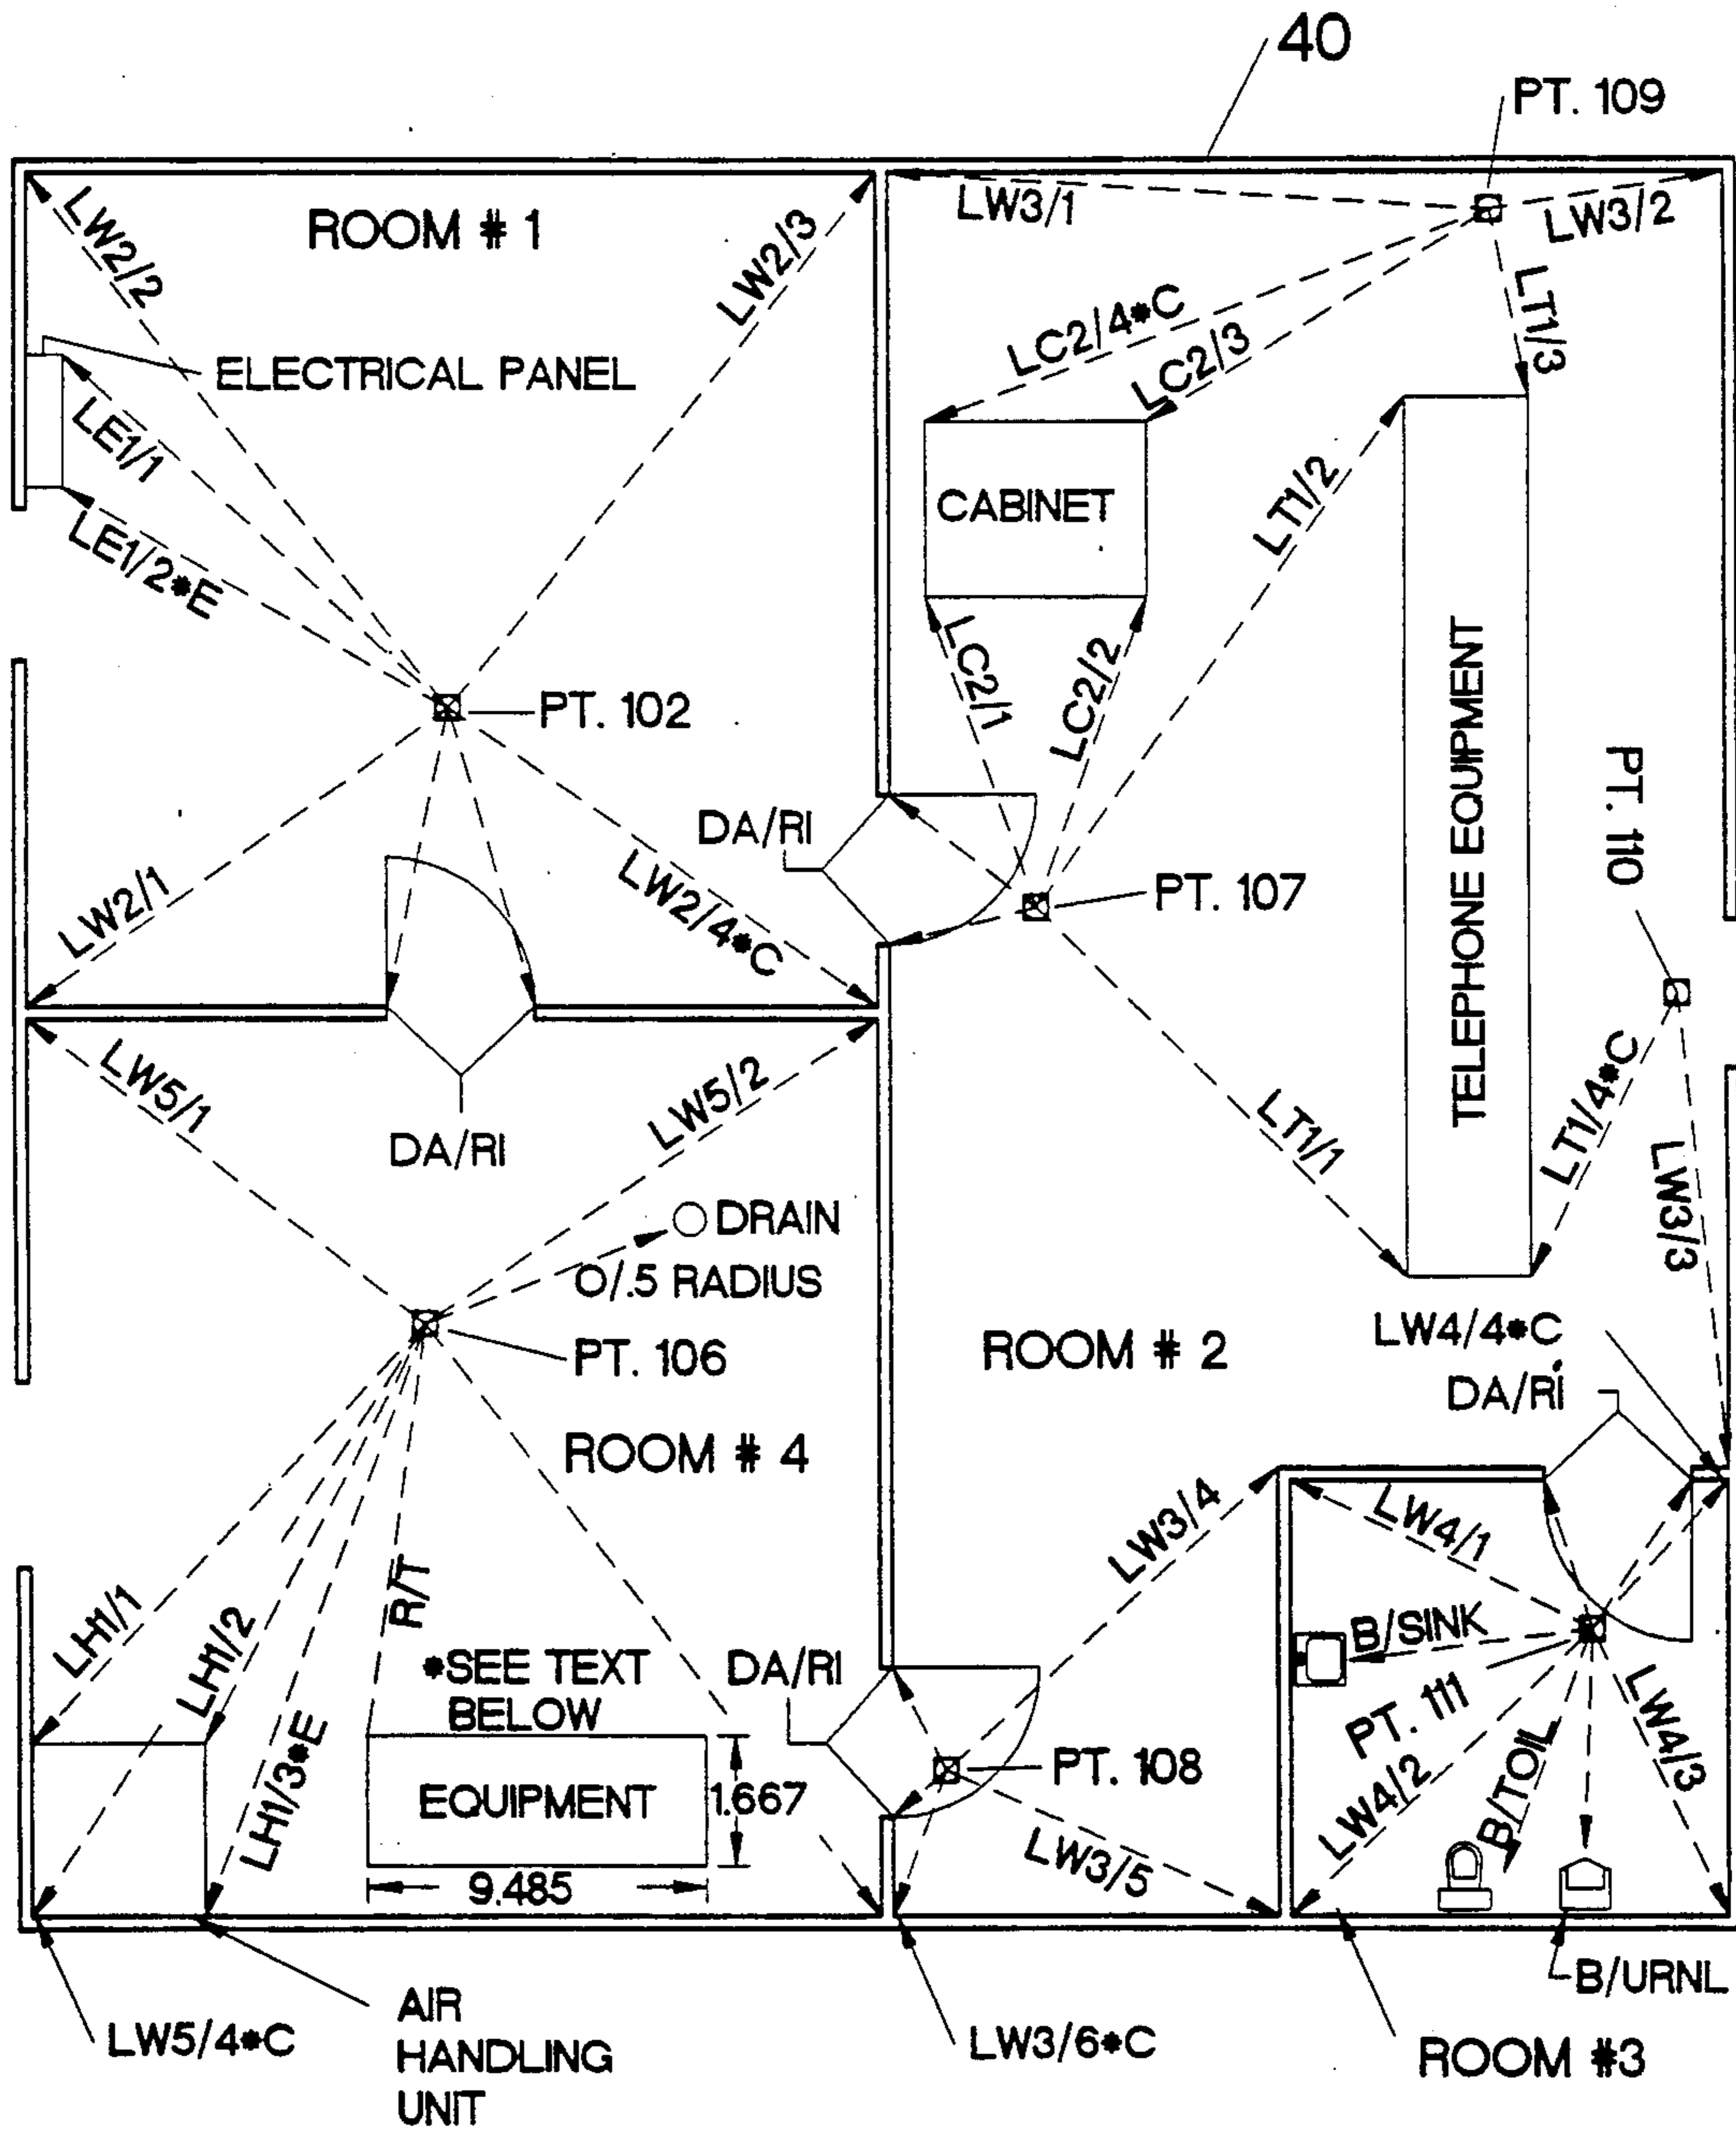 40
PT. 109
ROOM # 1
LW2/2
LW2/3
LW3/1
LW3/2
LT1/3
LC2/4*C
LC2/3
ELECTRICAL PANEL
LE1/1
LE1/2*E
CABINET
LT1/2
TELEPHONE EQUIPMENT
LC2/1
LC2/2
PT. 102
PT. 110
DA/RI
PT. 107
LW2/1
LW2/4*C
LW5/1
LW5/2
DA/RI
LT1/1
LT1/4*C
LW3/3
DRAIN
O/.5 RADIUS
PT. 106
ROOM # 2
LW4/4*C
DA/RI
ROOM # 4
LW3/4
LW4/1
LH1/1
LH1/2
R/T
LH1/3*E
*SEE TEXT
BELOW
DA/RI
B/SINK
PT. 111
B/TOIL
LW4/2
LW4/3
EQUIPMENT
1.667
PT. 108
9.485
LW3/5
B/URNL
LW5/4*C
AIR
HANDLING
UNIT
LW3/6*C
ROOM #3